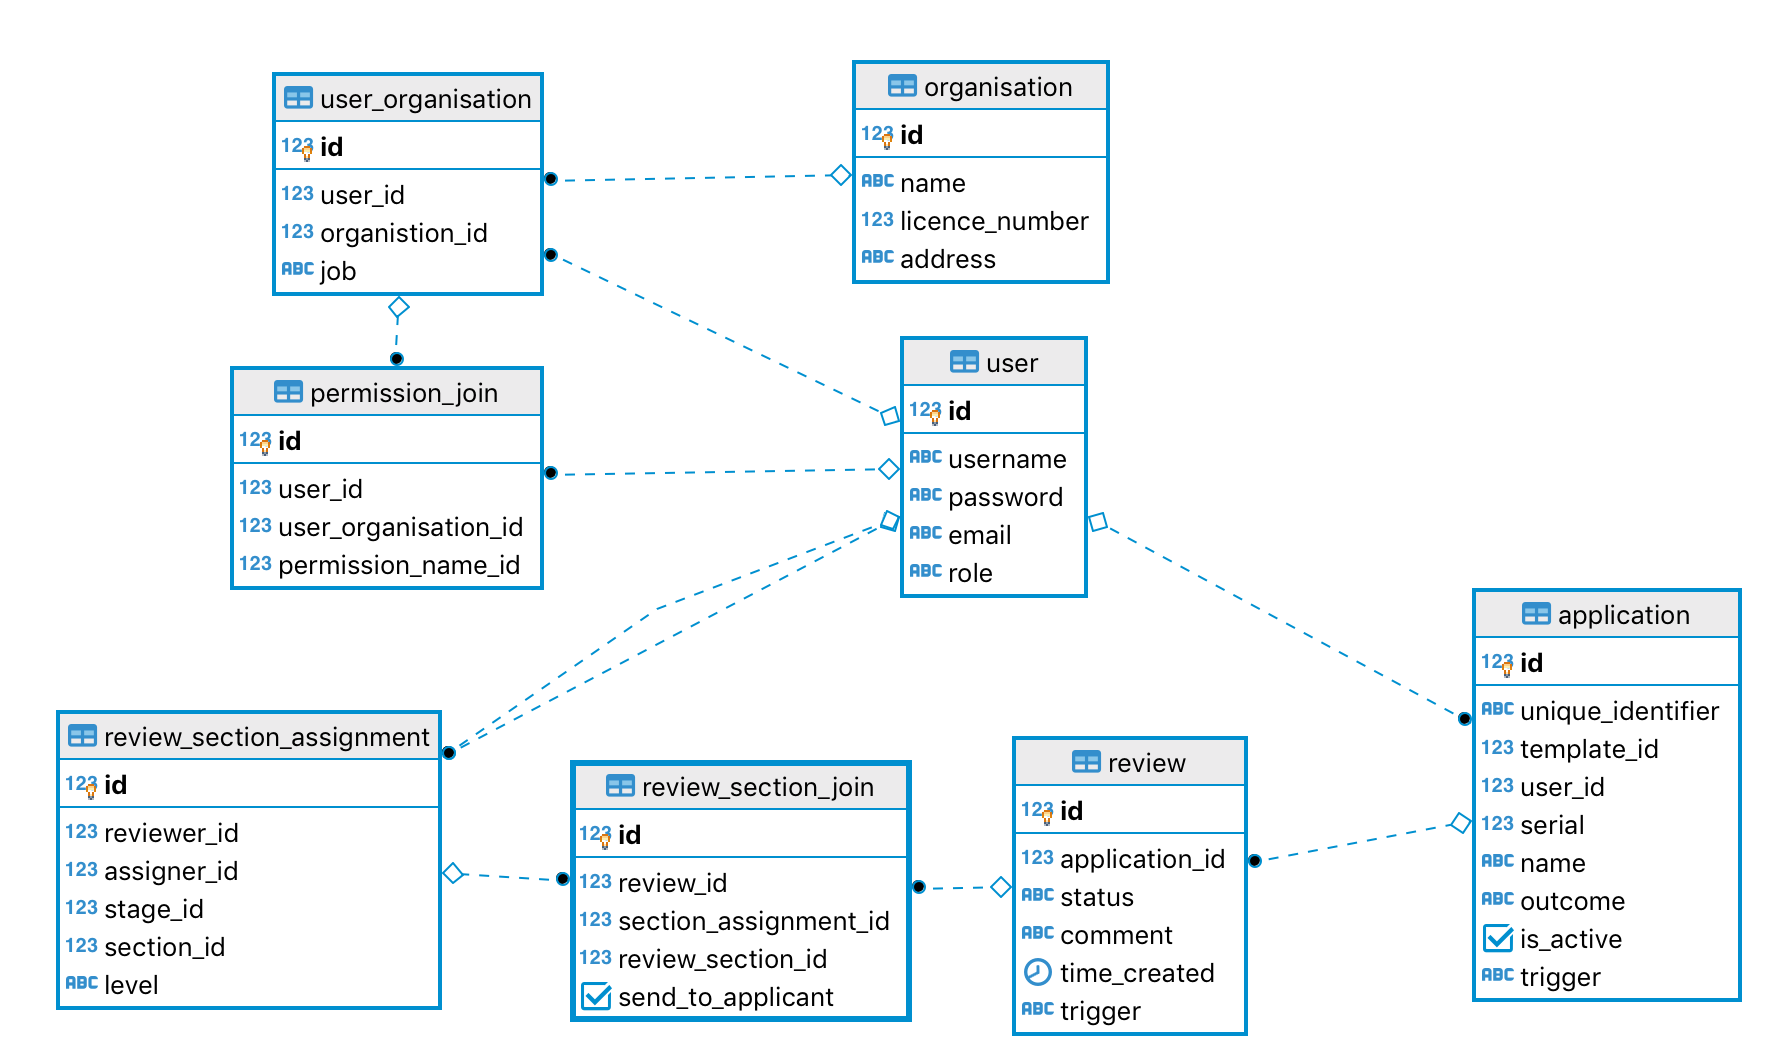 user_organisation
123 id
123 user_id
123 organistion_id
ABC job
organisation
123 id
ABC name
123 licence_number
ABC address
permission_join
123 id
123 user_id
123 user_organisation_id
123 permission_name_id
user
123 id
ABC username
ABC password
ABC email
ABC role
application
123 id
ABC unique_identifier
123 template_id
123 user_id
123 serial
ABC name
ABC outcome
is_active
ABC trigger
review_section_assignment
123 id
123 reviewer_id
123 assigner_id
123 stage_id
123 section_id
ABC level
review_section_join
123 id
123 review_id
123 section_assignment_id
123 review_section_id
send_to_applicant
review
123 id
123 application_id
ABC status
ABC comment
time_created
ABC trigger